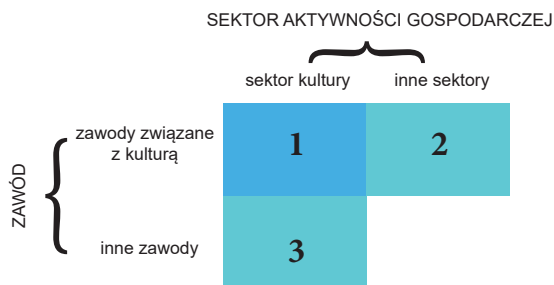 SEKTOR AKTYWNOŚCI GOSPODARCZEJ
sektor kultury
inne sektory
ZAWÓD
zawody związane
z kulturą
1
2
inne zawody
3